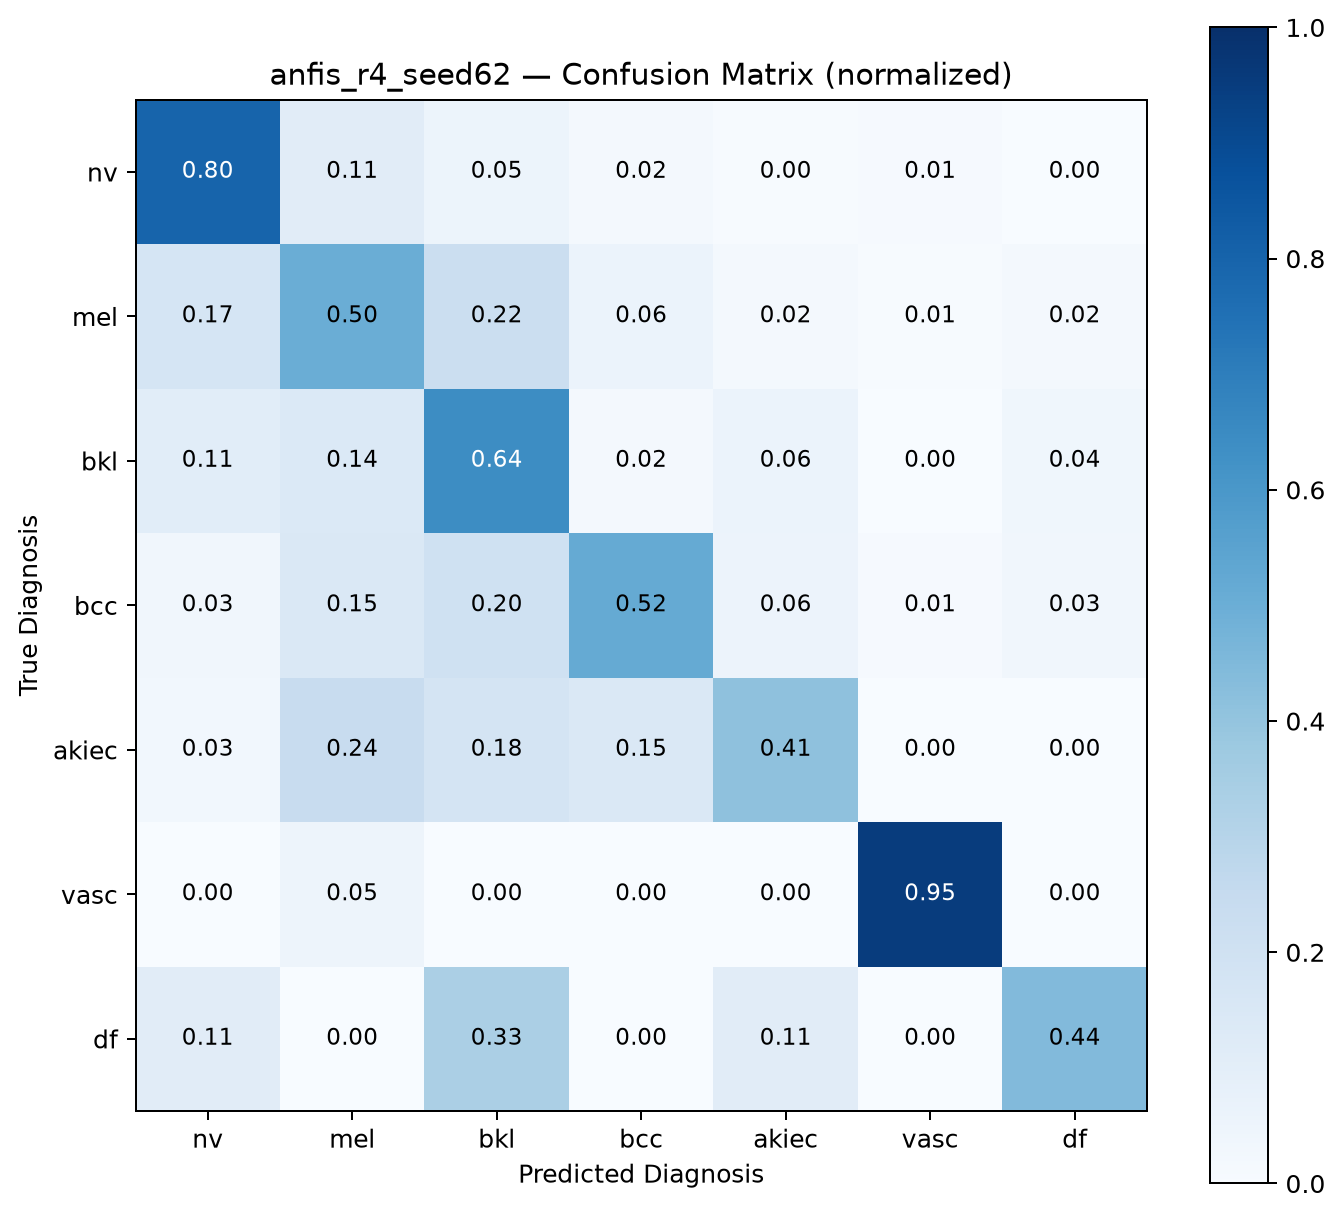 anfis_r4_seed62 — Confusion Matrix (normalized)
nv 0.80 0.11 0.05 0.02 0.00 0.01 0.00
mel 0.17 0.50 0.22 0.06 0.02 0.01 0.02
bkl 0.11 0.14 0.64 0.02 0.06 0.00 0.04
bcc 0.03 0.15 0.20 0.52 0.06 0.01 0.03
akiec 0.03 0.24 0.18 0.15 0.41 0.00 0.00
vasc 0.00 0.05 0.00 0.00 0.00 0.95 0.00
df 0.11 0.00 0.33 0.00 0.11 0.00 0.44
nv mel bkl bcc akiec vasc df
Predicted Diagnosis
True Diagnosis
1.0
0.8
0.6
0.4
0.2
0.0